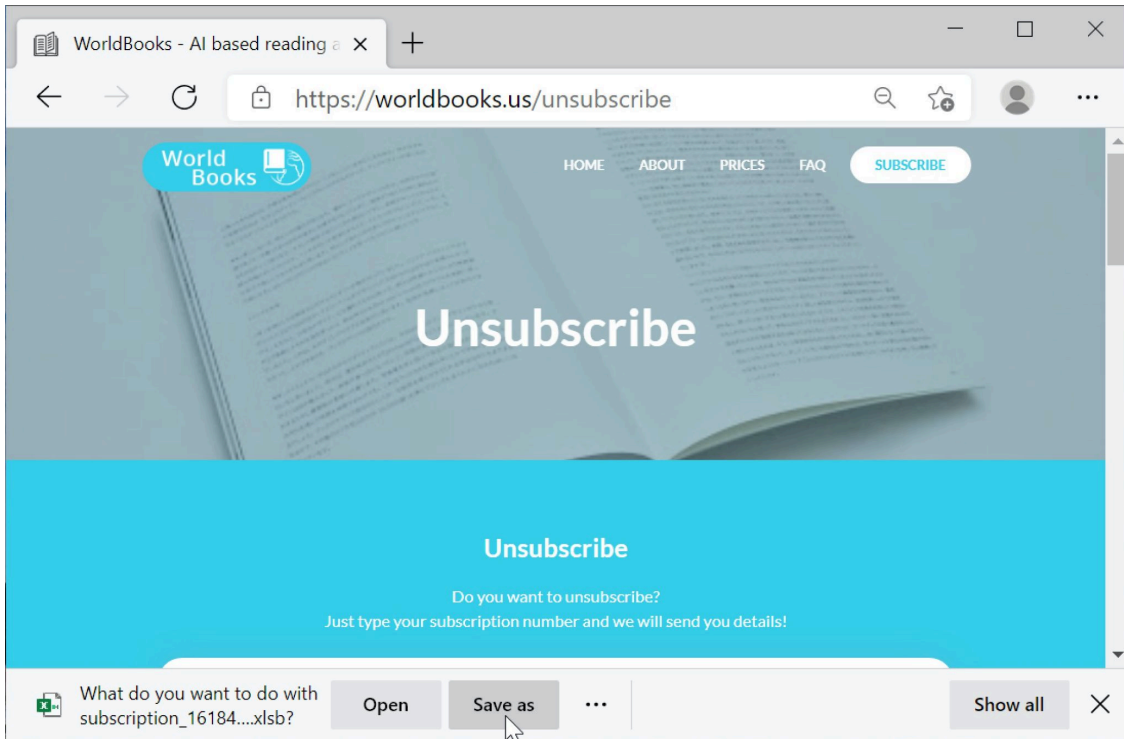 WorldBooks - AI based reading a
https://worldbooks.us/unsubscribe
World
Books
HOME ABOUT PRICES FAQ SUBSCRIBE
Unsubscribe
Unsubscribe
Do you want to unsubscribe?
Just type your subscription number and we will send you details!
What do you want to do with
subscription_16184....xlsb?
Open Save as ... Show all